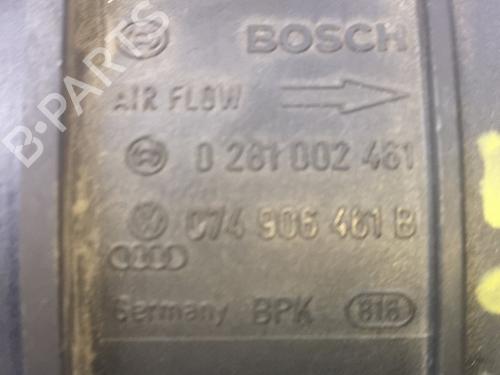 BOSCH
AIR FLOW
0 281 002 461
074 906 461 B
Germany BPK 818
B-PARTS